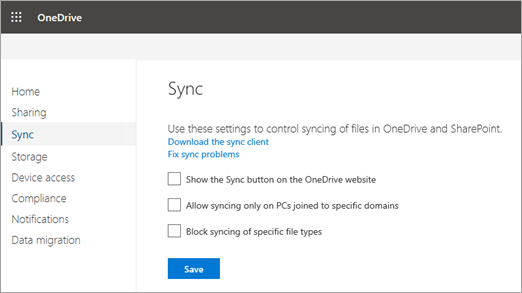 OneDrive
Home
Sharing
Sync
Storage
Device access
Compliance
Notifications
Data migration
Sync
Use these settings to control syncing of files in OneDrive and SharePoint.
Download the sync client
Fix sync problems
Show the Sync button on the OneDrive website
Allow syncing only on PCs joined to specific domains
Block syncing of specific file types
Save